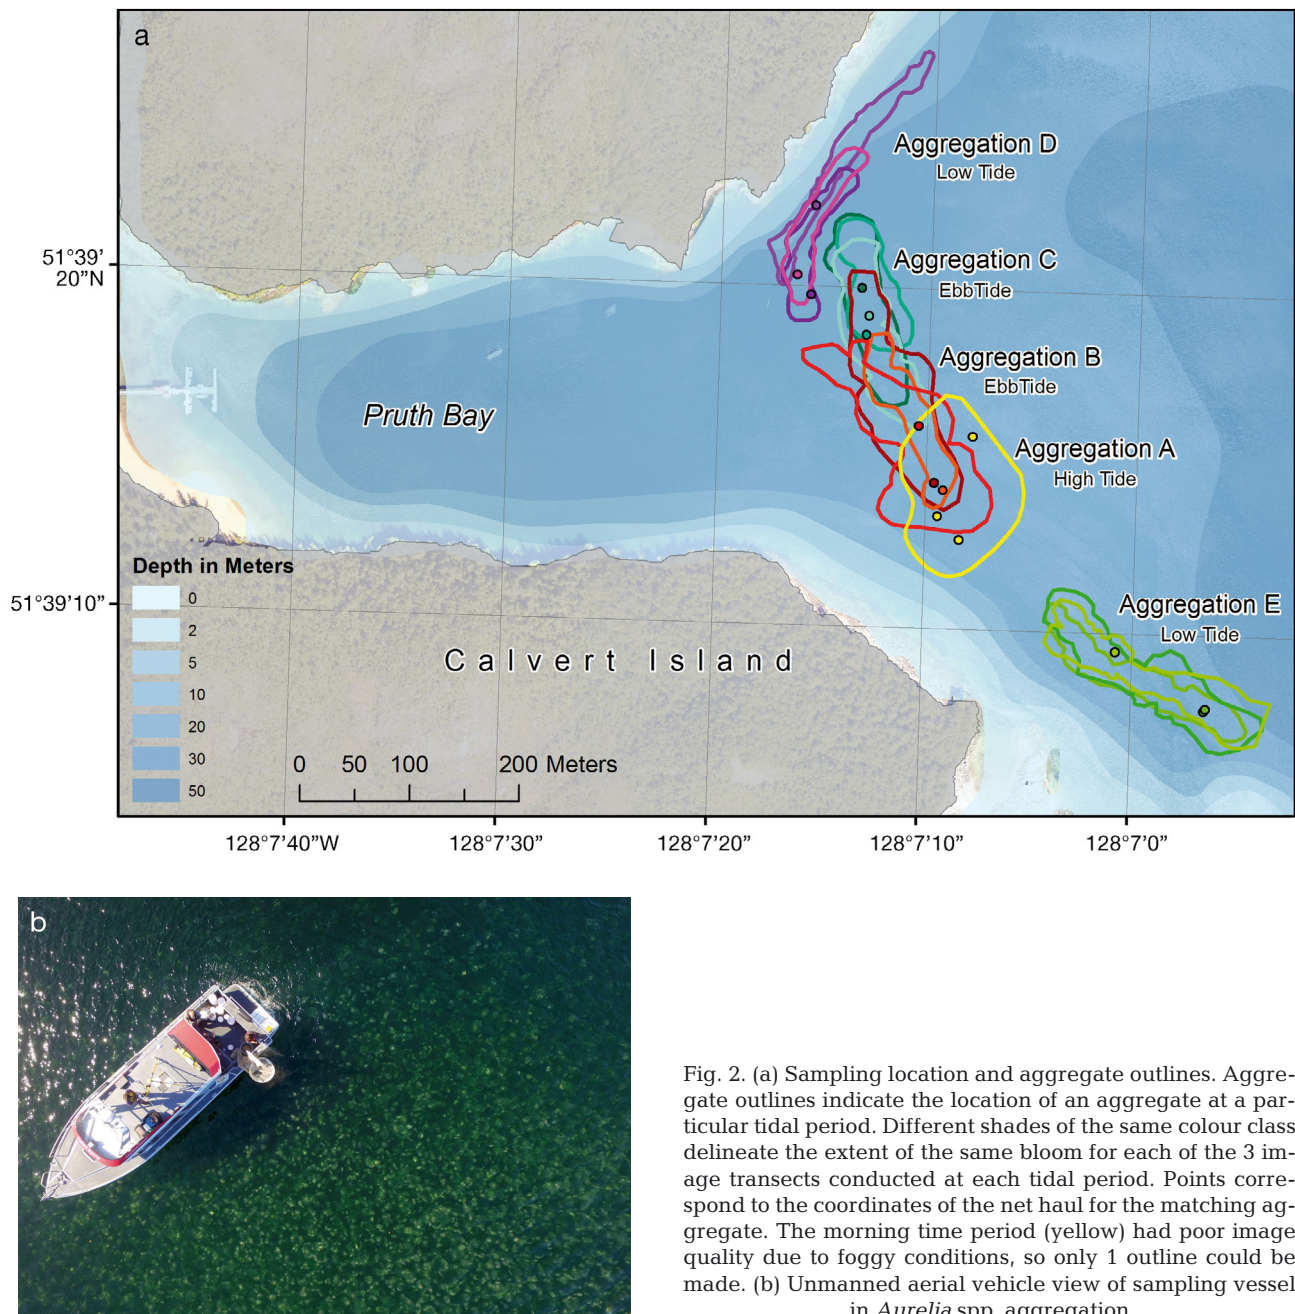 a
Aggregation D
Low Tide
51°39'
20”N
Aggregation C
EbbTide
Aggregation B
EbbTide
Pruth Bay
Aggregation A
High Tide
Depth in Meters
0
2
5
10
20
30
50
51°39'10”
Aggregation E
Low Tide
Calvert Island
0 50 100 200 Meters
128°7'40”W 128°7'30” 128°7'20” 128°7'10” 128°7'0”
b
Fig. 2. (a) Sampling location and aggregate outlines. Aggre-
gate outlines indicate the location of an aggregate at a par-
ticular tidal period. Different shades of the same colour class
delineate the extent of the same bloom for each of the 3 im-
age transects conducted at each tidal period. Points corre-
spond to the coordinates of the net haul for the matching ag-
gregate. The morning time period (yellow) had poor image
quality due to foggy conditions, so only 1 outline could be
made. (b) Unmanned aerial vehicle view of sampling vessel
in Aurelia spp. aggregation